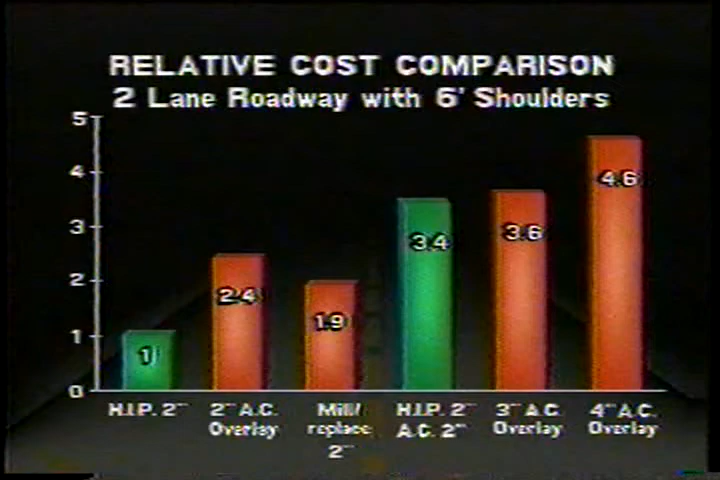 RELATIVE COST COMPARISON
2 Lane Roadway with 6' Shoulders
5
4
3
2
1
0
1
2.4
1.9
3.4
3.6
4.6
H.I.P. 2"
2" A.C.
Overlay
Mill/
replace
2"
H.I.P. 2"
A.C. 2"
3" A.C.
Overlay
4" A.C.
Overlay